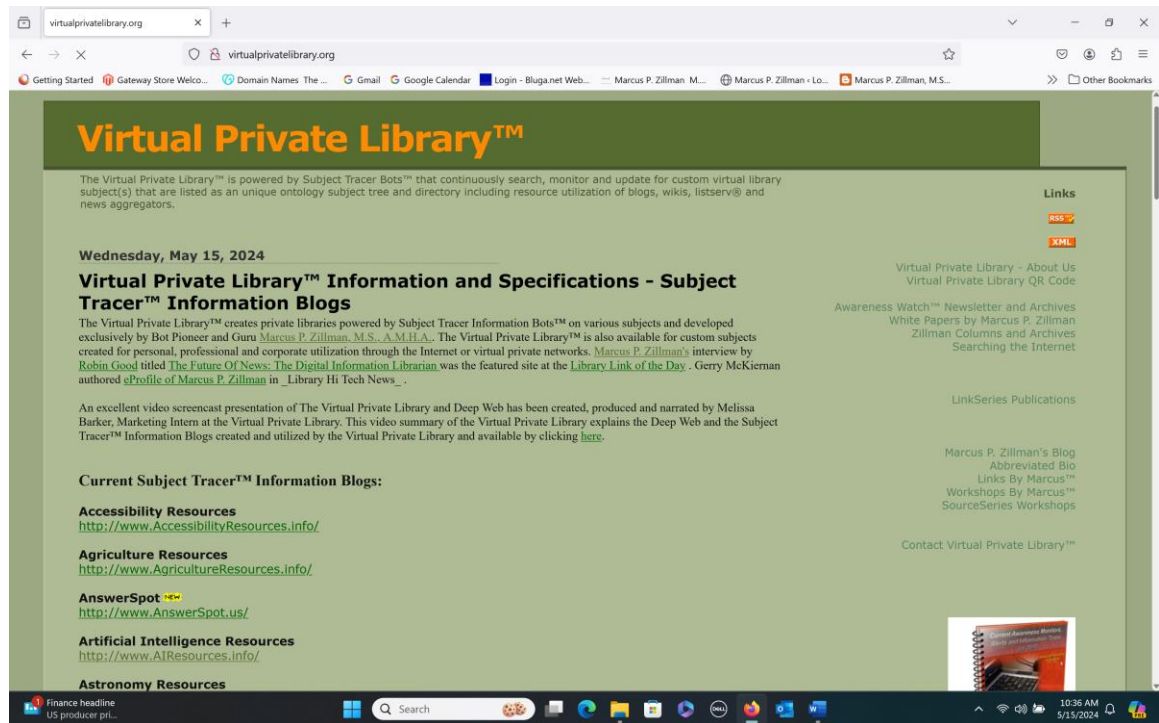 virtualprivatelibrary.org
virtualprivatelibrary.org
Getting Started Gateway Store Welco... Domain Names The ... Gmail Google Calendar Login - Bluga.net Web... Marcus P. Zillman M.... Marcus P. Zillman ‹ Lo... Marcus P. Zillman, M.S... Other Bookmarks
Virtual Private Library™
The Virtual Private Library™ is powered by Subject Tracer Bots™ that continuously search, monitor and update for custom virtual library
subject(s) that are listed as an unique ontology subject tree and directory including resource utilization of blogs, wikis, listserv® and
news aggregators.
Wednesday, May 15, 2024
Virtual Private Library™ Information and Specifications - Subject
Tracer™ Information Blogs
The Virtual Private Library™ creates private libraries powered by Subject Tracer Information Bots™ on various subjects and developed
exclusively by Bot Pioneer and Guru Marcus P. Zillman, M.S., A.M.H.A.. The Virtual Private Library™ is also available for custom subjects
created for personal, professional and corporate utilization through the Internet or virtual private networks. Marcus P. Zillman's interview by
Robin Good titled The Future Of News: The Digital Information Librarian was the featured site at the Library Link of the Day . Gerry McKiernan
authored eProfile of Marcus P. Zillman in _Library Hi Tech News_ .
An excellent video screencast presentation of The Virtual Private Library and Deep Web has been created, produced and narrated by Melissa
Barker, Marketing Intern at the Virtual Private Library. This video summary of the Virtual Private Library explains the Deep Web and the Subject
Tracer™ Information Blogs created and utilized by the Virtual Private Library and available by clicking here.
Current Subject Tracer™ Information Blogs:
Accessibility Resources
http://www.AccessibilityResources.info/
Agriculture Resources
http://www.AgricultureResources.info/
AnswerSpot NEW
http://www.AnswerSpot.us/
Artificial Intelligence Resources
http://www.AIResources.info/
Astronomy Resources
Links
RSS
XML
Virtual Private Library - About Us
Virtual Private Library QR Code
Awareness Watch™ Newsletter and Archives
White Papers by Marcus P. Zillman
Zillman Columns and Archives
Searching the Internet
LinkSeries Publications
Marcus P. Zillman's Blog
Abbreviated Bio
Links By Marcus™
Workshops By Marcus™
SourceSeries Workshops
Contact Virtual Private Library™
Current Awareness Monitors
1
Finance headline
US producer pri...
Search
DELL
10:36 AM
5/15/2024